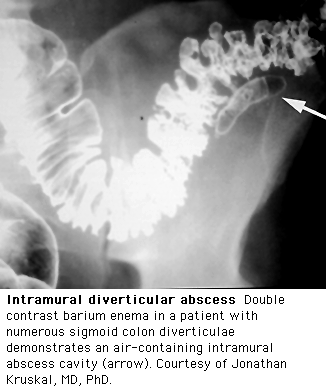 Intramural diverticular abscess Double
contrast barium enema in a patient with
numerous sigmoid colon diverticulae
demonstrates an air-containing intramural
abscess cavity (arrow). Courtesy of Jonathan
Kruskal, MD, PhD.